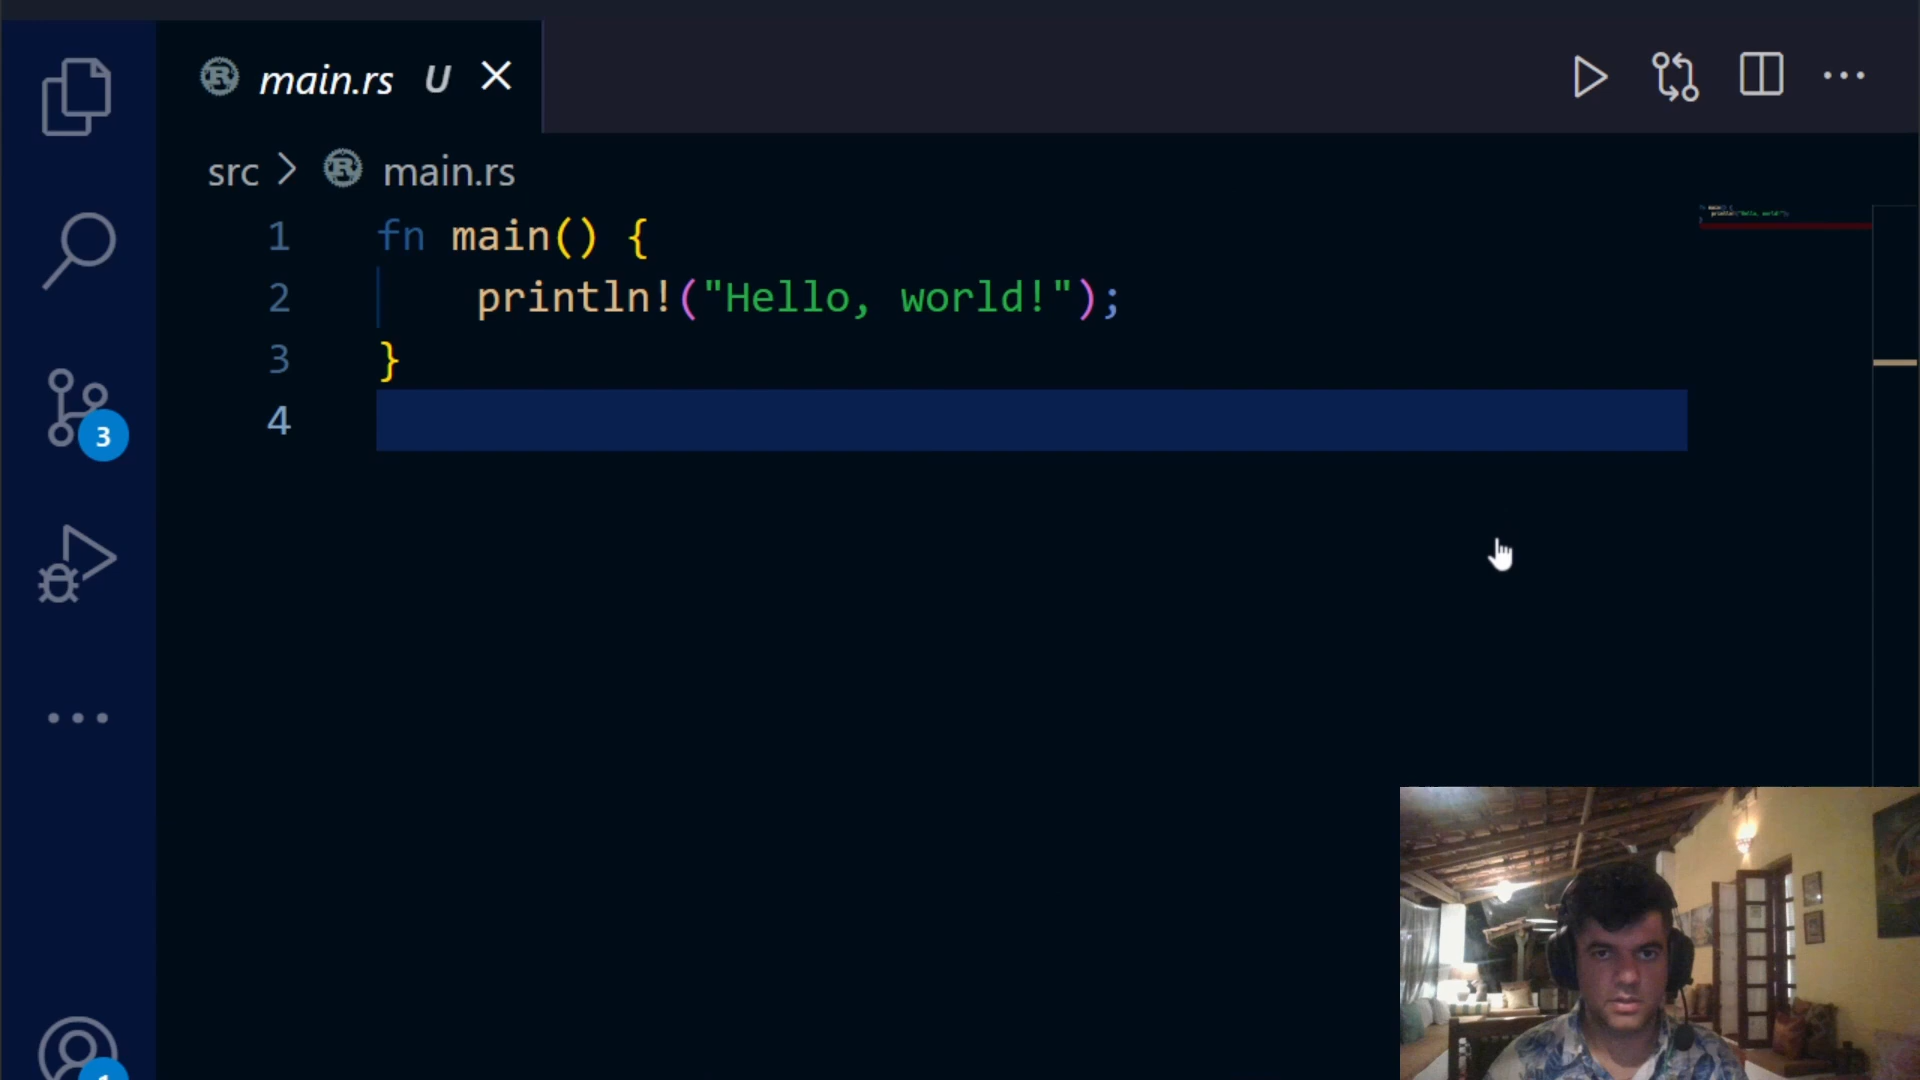 main.rs U
src > main.rs
1 fn main() {
2 println!("Hello, world!");
3 }
4
3